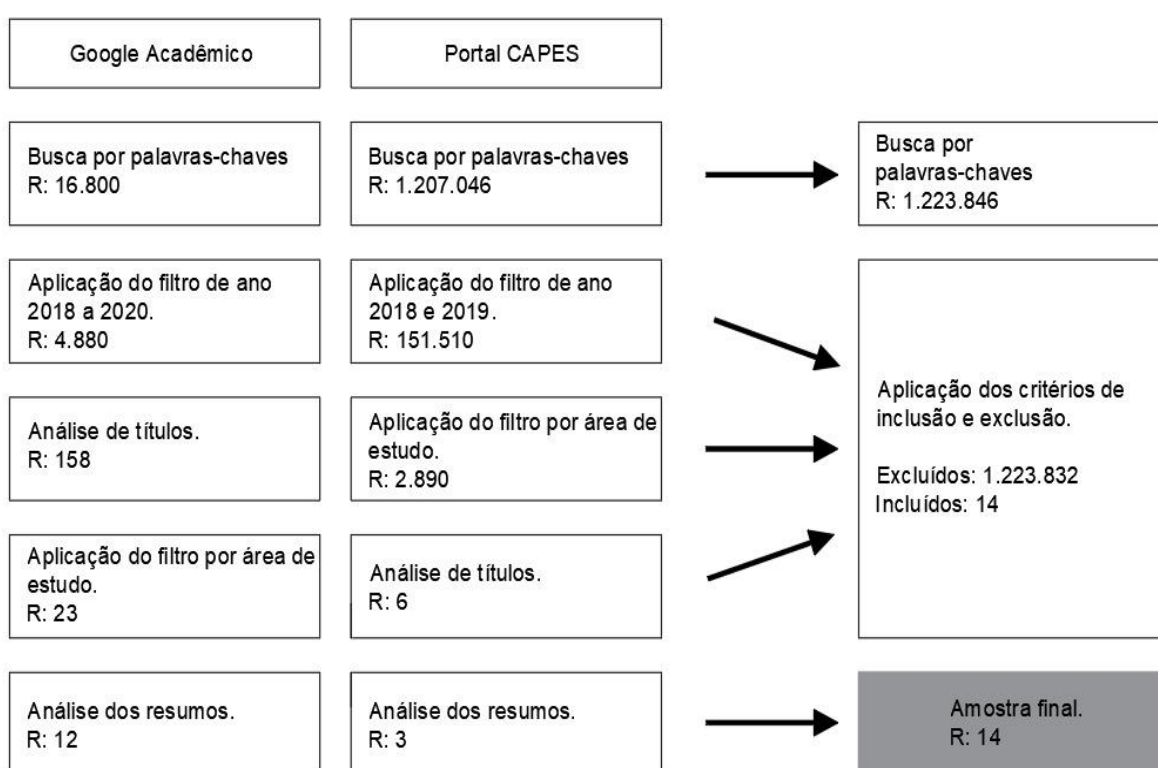 Google Acadêmico
Portal CAPES
Busca por palavras-chaves
R: 16.800
Busca por palavras-chaves
R: 1.207.046
Busca por
palavras-chaves
R: 1.223.846
Aplicação do filtro de ano
2018 a 2020.
R: 4.880
Aplicação do filtro de ano
2018 e 2019.
R: 151.510
Aplicação dos critérios de
inclusão e exclusão.
Excluídos: 1.223.832
Incluídos: 14
Análise de títulos.
R: 158
Aplicação do filtro por área de
estudo.
R: 2.890
Aplicação do filtro por área de
estudo.
R: 23
Análise de títulos.
R: 6
Análise dos resumos.
R: 12
Análise dos resumos.
R: 3
Amostra final.
R: 14